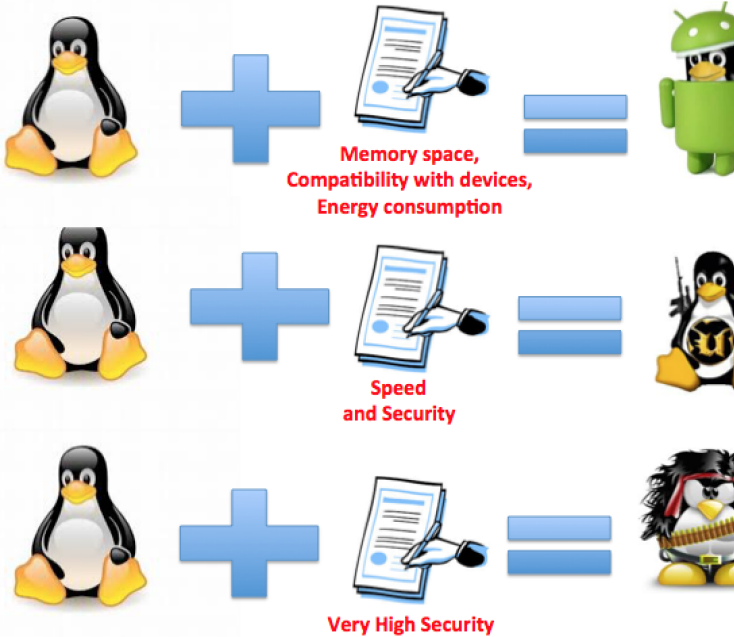 Memory space,
Compatibility with devices,
Energy consumption
Speed
and Security
Very High Security